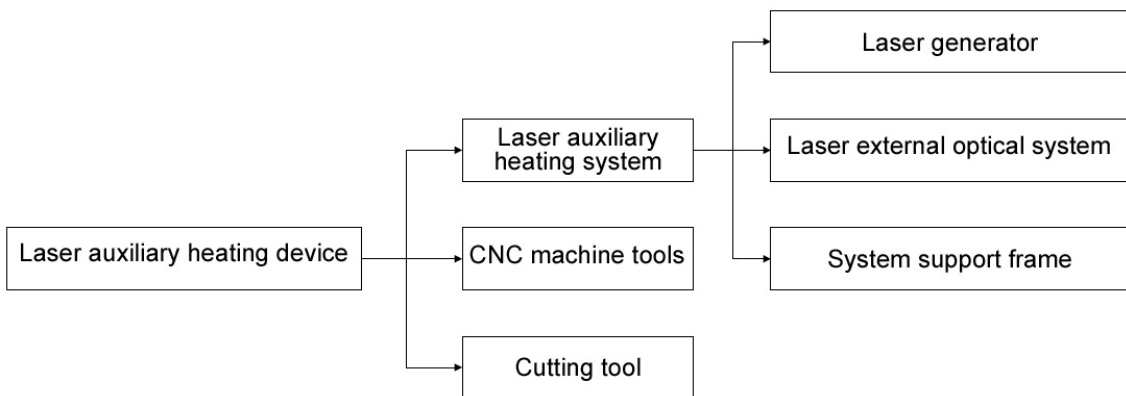 Laser generator
Laser auxiliary
heating system
Laser external optical system
Laser auxiliary heating device
CNC machine tools
System support frame
Cutting tool